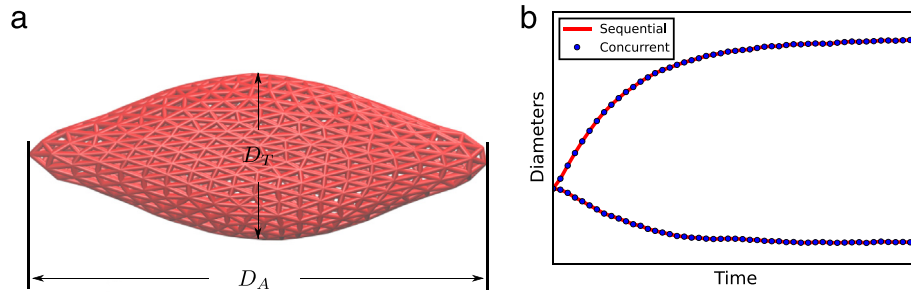 a
D_T
D_A
b
Sequential
Concurrent
Diameters
Time